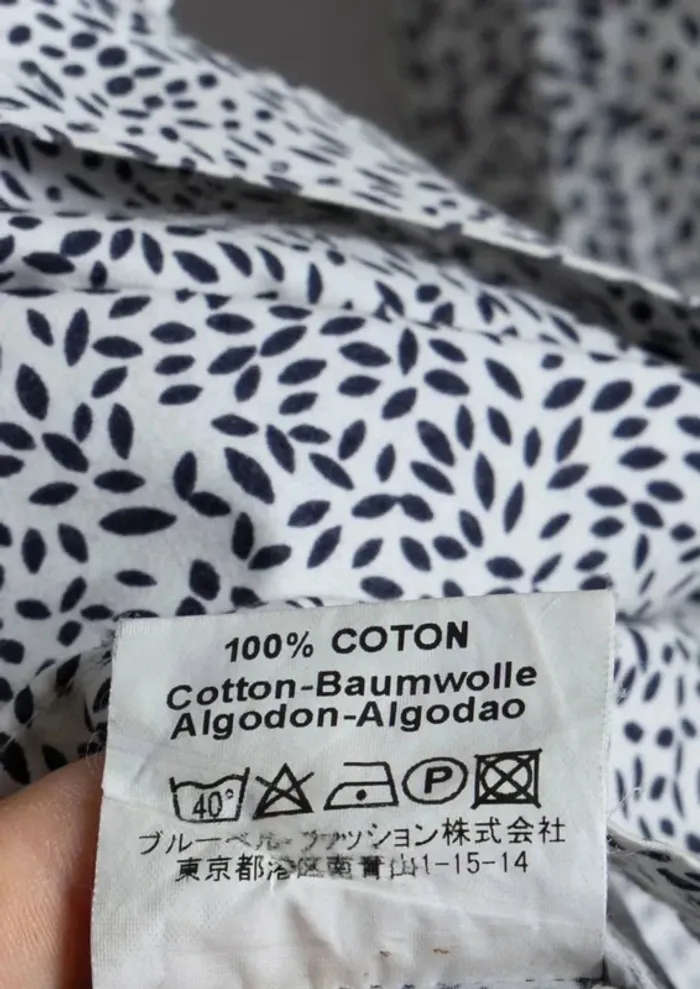 100% COTON
Cotton-Baumwolle
Algodon-Algodao
40° P
ブルーベル・ファッション株式会社
東京都港区南青山1-15-14